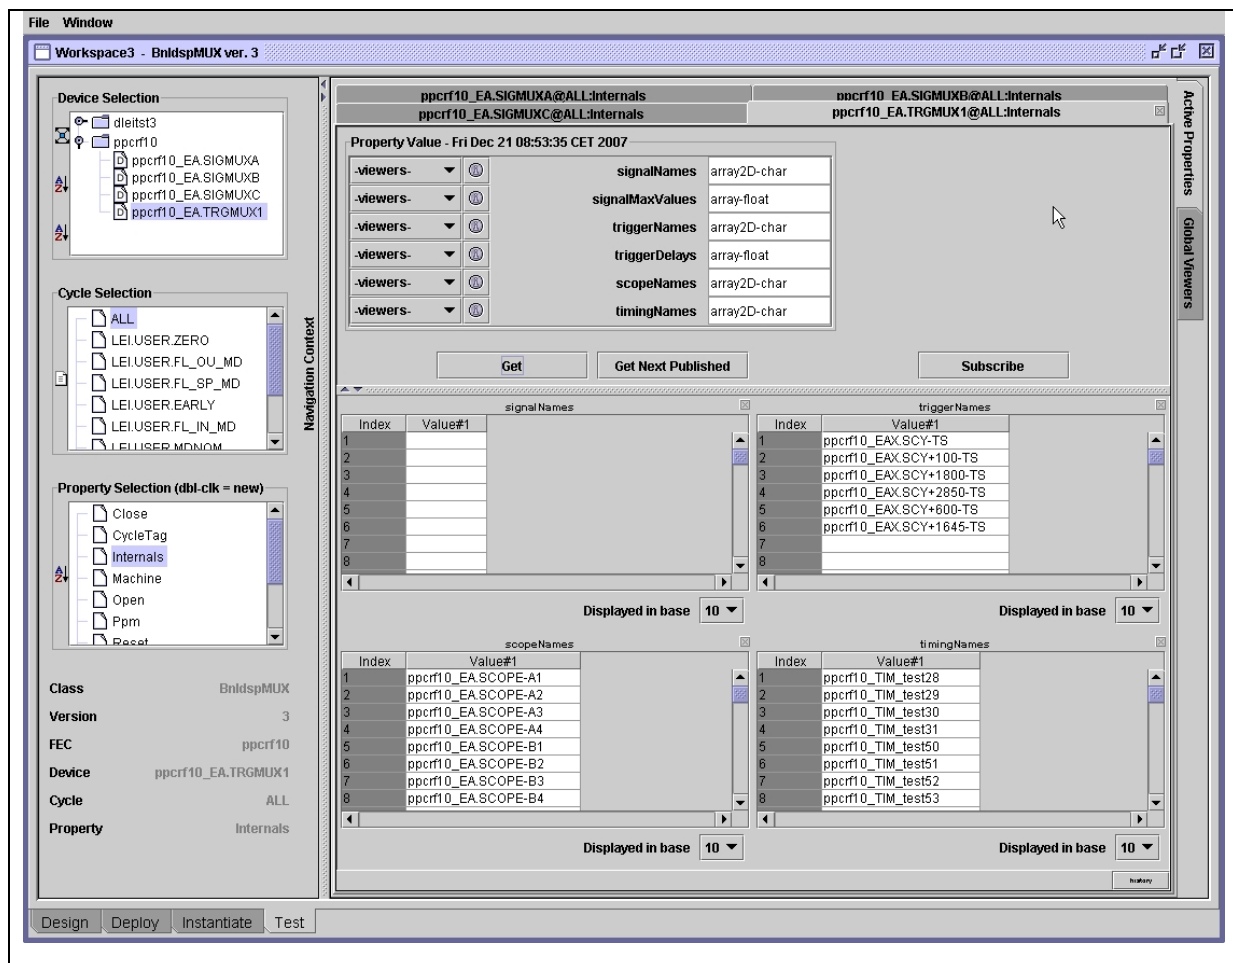 File Window
Workspace3 - BnldspMUX ver. 3
Device Selection
dleitst3
ppcrf10
ppcrf10_EA.SIGMUXA
ppcrf10_EA.SIGMUXB
ppcrf10_EA.SIGMUXC
ppcrf10_EA.TRGMUX1
Cycle Selection
ALL
LEI.USER.ZERO
LEI.USER.FL_OU_MD
LEI.USER.FL_SP_MD
LEI.USER.EARLY
LEI.USER.FL_IN_MD
LEI.USER.MDNOM
Property Selection (dbl-clk = new)
Close
CycleTag
Internals
Machine
Open
Ppm
Reset
Class BnldspMUX
Version 3
FEC ppcrf10
Device ppcrf10_EA.TRGMUX1
Cycle ALL
Property Internals
Navigation Context
ppcrf10_EA.SIGMUXA@ALL:Internals ppcrf10_EA.SIGMUXB@ALL:Internals
ppcrf10_EA.SIGMUXC@ALL:Internals ppcrf10_EA.TRGMUX1@ALL:Internals
Property Value - Fri Dec 21 08:53:35 CET 2007
-viewers- signalNames array2D-char
-viewers- signalMaxValues array-float
-viewers- triggerNames array2D-char
-viewers- triggerDelays array-float
-viewers- scopeNames array2D-char
-viewers- timingNames array2D-char
Get Get Next Published Subscribe
signalNames
Index Value#1
1
2
3
4
5
6
7
8
Displayed in base 10
triggerNames
Index Value#1
1 ppcrf10_EAX.SCY-TS
2 ppcrf10_EAX.SCY+100-TS
3 ppcrf10_EAX.SCY+1800-TS
4 ppcrf10_EAX.SCY+2850-TS
5 ppcrf10_EAX.SCY+600-TS
6 ppcrf10_EAX.SCY+1645-TS
7
8
Displayed in base 10
scopeNames
Index Value#1
1 ppcrf10_EA.SCOPE-A1
2 ppcrf10_EA.SCOPE-A2
3 ppcrf10_EA.SCOPE-A3
4 ppcrf10_EA.SCOPE-A4
5 ppcrf10_EA.SCOPE-B1
6 ppcrf10_EA.SCOPE-B2
7 ppcrf10_EA.SCOPE-B3
8 ppcrf10_EA.SCOPE-B4
Displayed in base 10
timingNames
Index Value#1
1 ppcrf10_TIM_test28
2 ppcrf10_TIM_test29
3 ppcrf10_TIM_test30
4 ppcrf10_TIM_test31
5 ppcrf10_TIM_test50
6 ppcrf10_TIM_test51
7 ppcrf10_TIM_test52
8 ppcrf10_TIM_test53
Displayed in base 10
history
Active Properties
Global Viewers
Design Deploy Instantiate Test